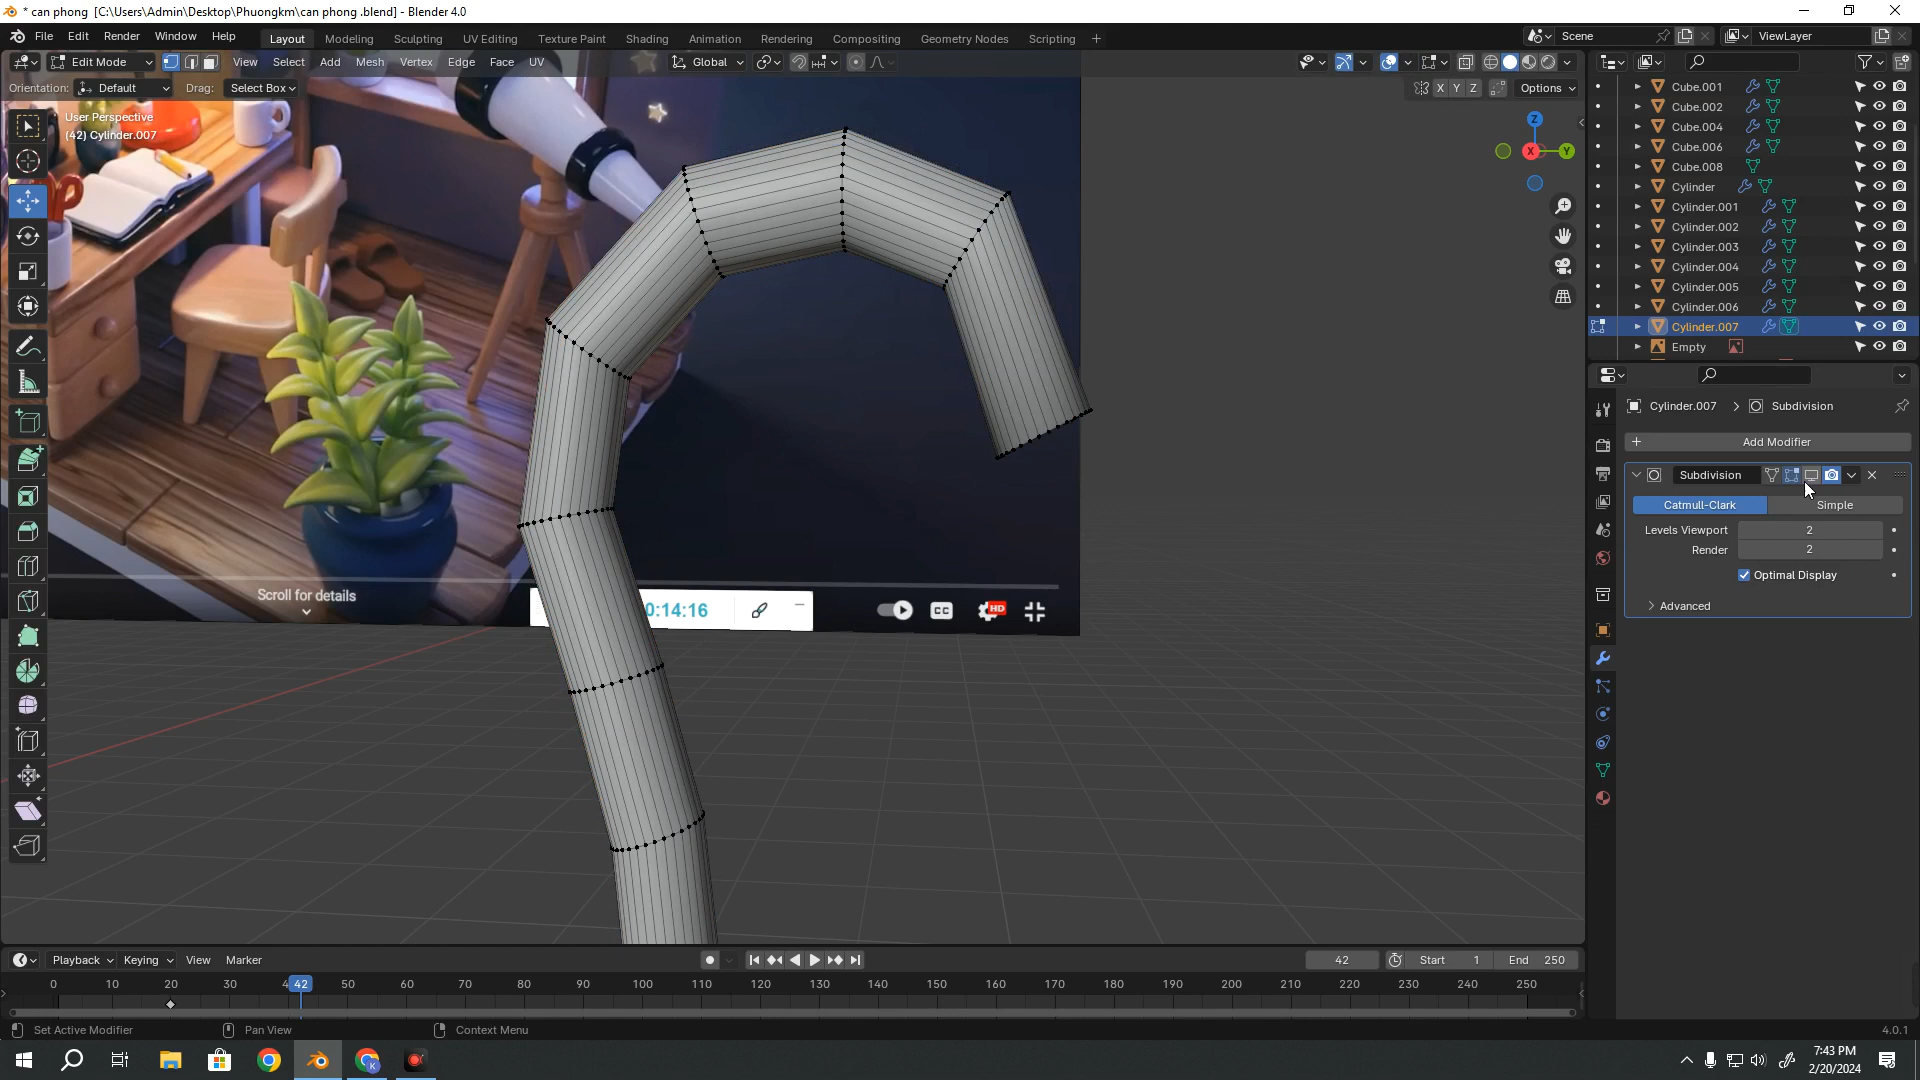 * can phong  [C:\Users\Admin\Desktop\Phuongkm\can phong .blend] - Blender 4.0
File Edit Render Window Help Layout Modeling Sculpting UV Editing Texture Paint Shading Animation Rendering Compositing Geometry Nodes Scripting + Scene ViewLayer
Edit Mode View Select Add Mesh Vertex Edge Face UV Global
Orientation: Default Drag: Select Box X Y Z Options
User Perspective
(42) Cylinder.007
Z
X Y
Cube.001
Cube.002
Cube.004
Cube.006
Cube.008
Cylinder
Cylinder.001
Cylinder.002
Cylinder.003
Cylinder.004
Cylinder.005
Cylinder.006
Cylinder.007
Empty
Cylinder.007 > Subdivision
+ Add Modifier
Subdivision
Catmull-Clark Simple
Levels Viewport 2
Render 2
Optimal Display
Advanced
Scroll for details
0:14:16 CC HD
Playback Keying View Marker 42 Start 1 End 250
0 10 20 30 4 42 50 60 70 80 90 100 110 120 130 140 150 160 170 180 190 200 210 220 230 240 250
Set Active Modifier Pan View Context Menu 4.0.1
K
7:43 PM
2/20/2024